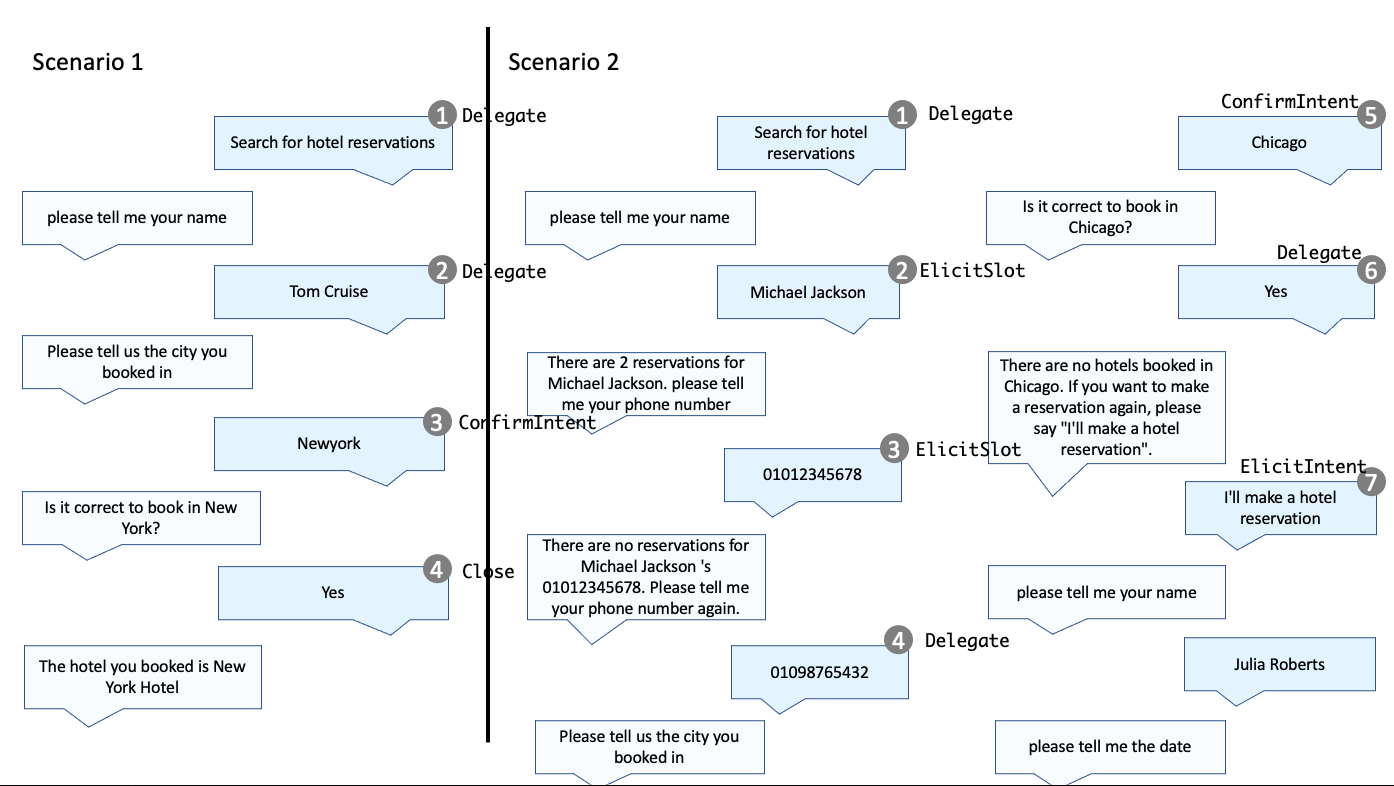 Scenario 1
1
Delegate
Search for hotel reservations
please tell me your name
2
Delegate
Tom Cruise
Please tell us the city you
booked in
3
ConfirmIntent
Newyork
Is it correct to book in New
York?
4
Close
Yes
The hotel you booked is New
York Hotel
Scenario 2
1
Delegate
Search for hotel
reservations
please tell me your name
2
ElicitSlot
Michael Jackson
There are 2 reservations for
Michael Jackson. please tell
me your phone number
3
ElicitSlot
01012345678
There are no reservations for
Michael Jackson 's
01012345678. Please tell me
your phone number again.
4
Delegate
01098765432
Please tell us the city you
booked in
ConfirmIntent
5
Chicago
Is it correct to book in
Chicago?
Delegate
6
Yes
There are no hotels booked in
Chicago. If you want to make
a reservation again, please
say "I'll make a hotel
reservation".
ElicitIntent
7
I'll make a hotel
reservation
please tell me your name
Julia Roberts
please tell me the date